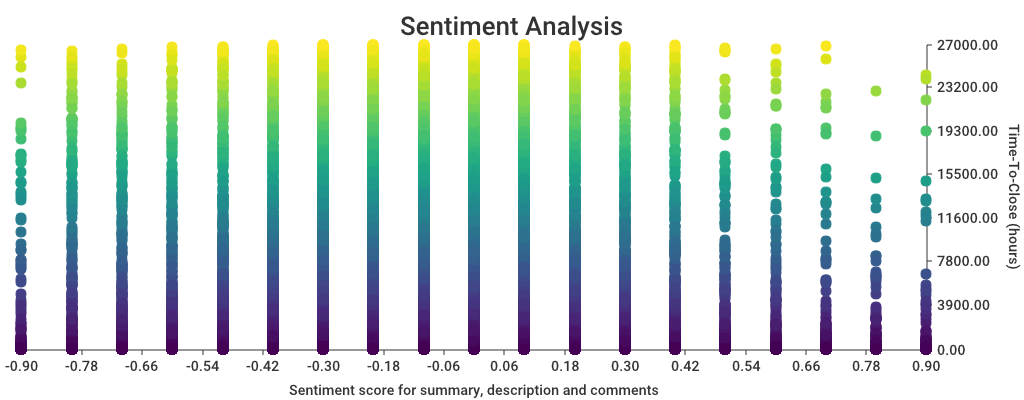 Sentiment Analysis
27000.00
23200.00
19300.00
15500.00
11600.00
7800.00
3900.00
0.00
Time-To-Close (hours)
-0.90 -0.78 -0.66 -0.54 -0.42 -0.30 -0.18 -0.06 0.06 0.18 0.30 0.42 0.54 0.66 0.78 0.90
Sentiment score for summary, description and comments